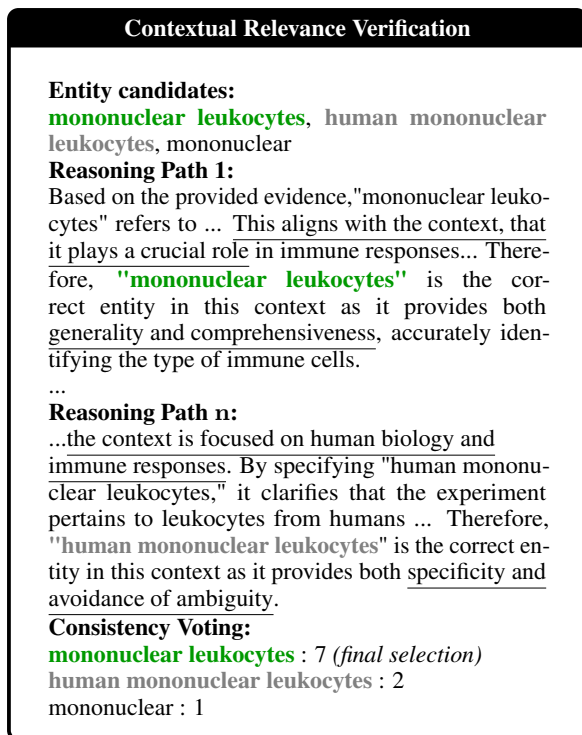 Contextual Relevance Verification
Entity candidates:
mononuclear leukocytes, human mononuclear
leukocytes, mononuclear
Reasoning Path 1:
Based on the provided evidence,"mononuclear leuko-
cytes" refers to ... This aligns with the context, that
it plays a crucial role in immune responses... There-
fore, "mononuclear leukocytes" is the cor-
rect entity in this context as it provides both
generality and comprehensiveness, accurately iden-
tifying the type of immune cells.
...
Reasoning Path n:
...the context is focused on human biology and
immune responses. By specifying "human mononu-
clear leukocytes," it clarifies that the experiment
pertains to leukocytes from humans ... Therefore,
"human mononuclear leukocytes" is the correct en-
tity in this context as it provides both specificity and
avoidance of ambiguity.
Consistency Voting:
mononuclear leukocytes : 7 (final selection)
human mononuclear leukocytes : 2
mononuclear : 1